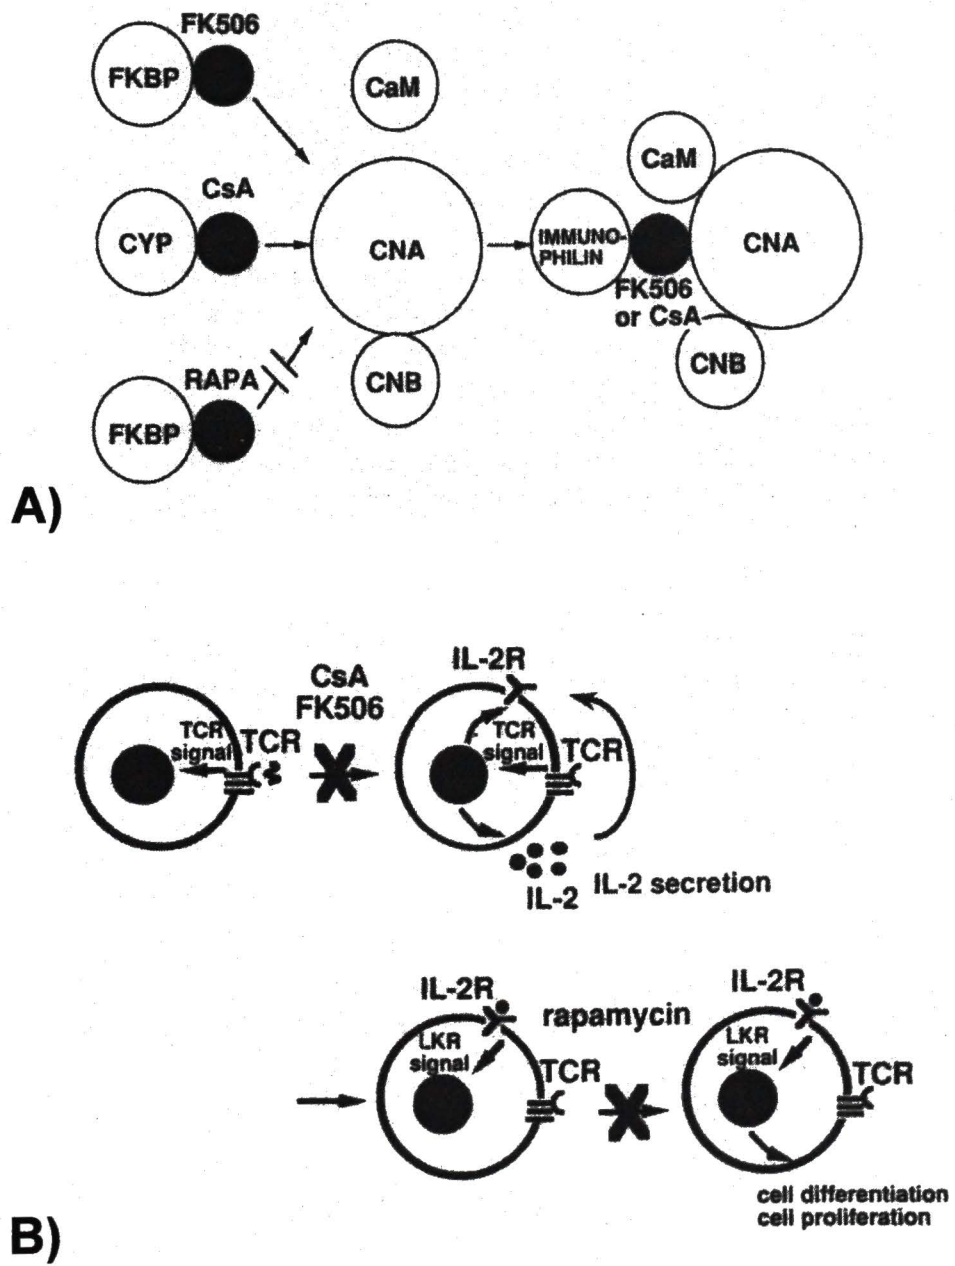 FK506
FKBP
CaM
CsA
CYP
CNA
RAPA
FKBP
CNB
CaM
IMMUNO-
PHILIN
CNA
FK506
or CsA
CNB
A)
CsA
FK506
IL-2R
TCR
signal
TCR
TCR
signal
TCR
IL-2
IL-2 secretion
IL-2R
LKR
signal
TCR
rapamycin
IL-2R
LKR
signal
TCR
cell differentiation
cell proliferation
B)